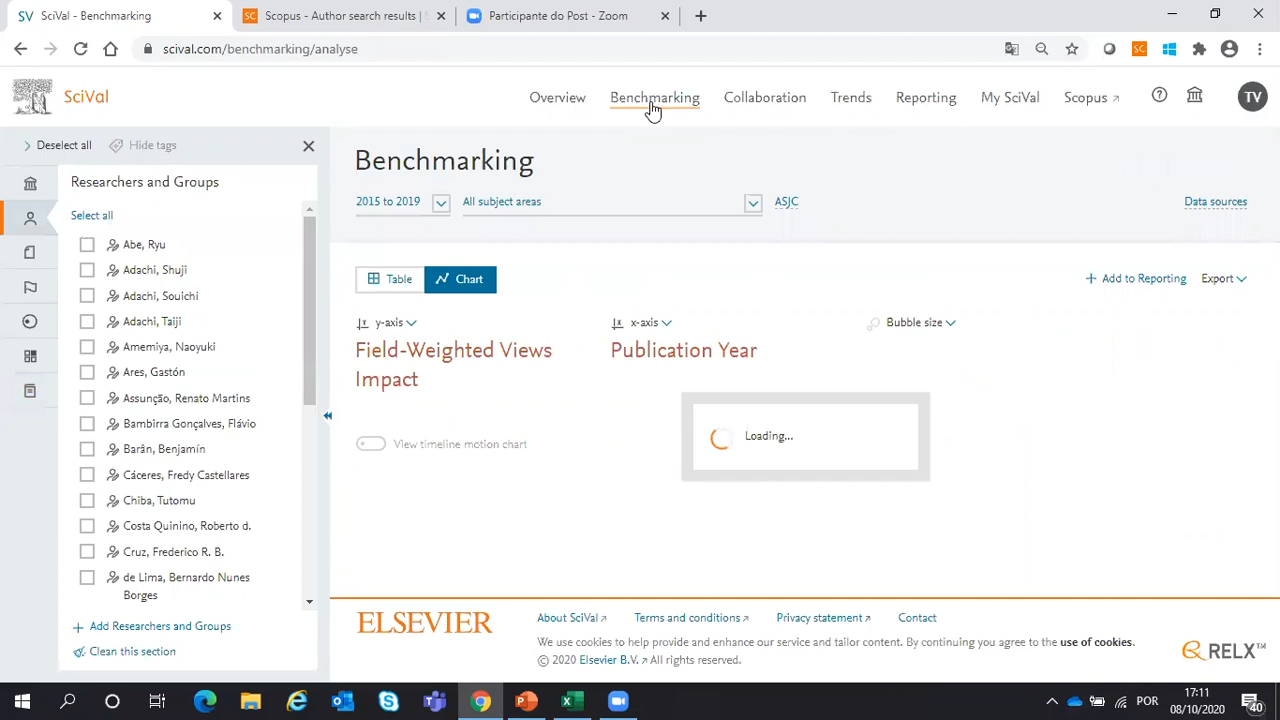 SV SciVal - Benchmarking
SC Scopus - Author search results |
Participante do Post - Zoom
scival.com/benchmarking/analyse
SC
SciVal
Overview
Benchmarking
Collaboration
Trends
Reporting
My SciVal
Scopus
TV
Deselect all
Hide tags
Researchers and Groups
Select all
Abe, Ryu
Adachi, Shuji
Adachi, Souichi
Adachi, Taiji
Amemiya, Naoyuki
Ares, Gastón
Assunção, Renato Martins
Bambirra Gonçalves, Flávio
Barân, Benjamín
Cáceres, Fredy Castellares
Chiba, Tutomu
Costa Quinino, Roberto d.
Cruz, Frederico R. B.
de Lima, Bernardo Nunes
Borges
Add Researchers and Groups
Clean this section
Benchmarking
2015 to 2019
All subject areas
ASJC
Data sources
Table
Chart
+ Add to Reporting
Export
y-axis
x-axis
Bubble size
Field-Weighted Views
Impact
Publication Year
View timeline motion chart
Loading...
ELSEVIER
About SciVal
Terms and conditions
Privacy statement
Contact
We use cookies to help provide and enhance our service and tailor content. By continuing you agree to the use of cookies.
© 2020 Elsevier B.V. All rights reserved.
RELX™
POR
17:11
08/10/2020
40